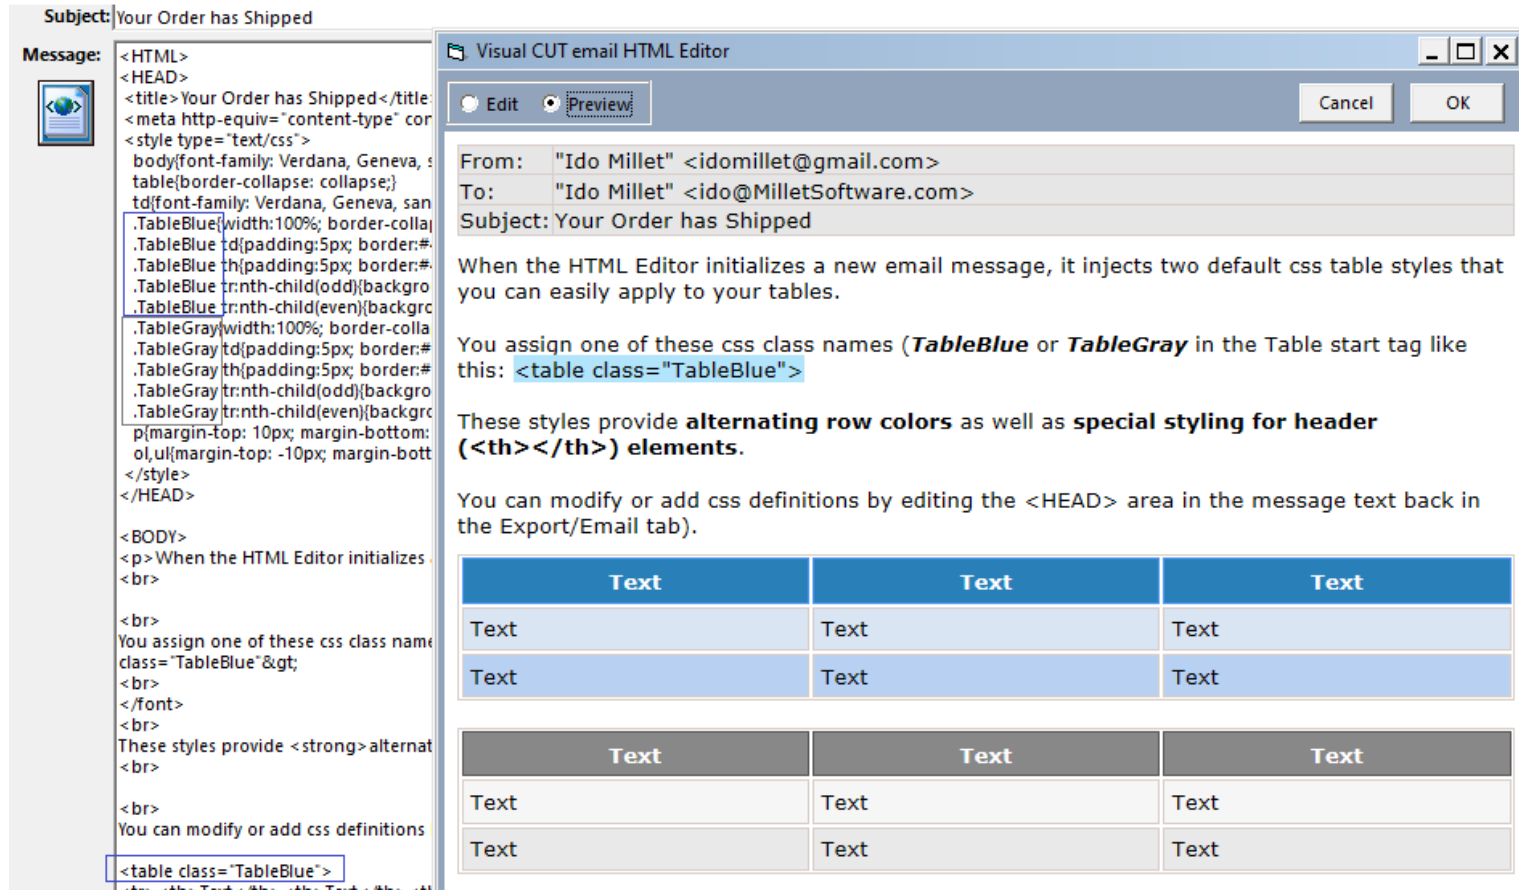 Subject: Your Order has Shipped
Message:
<HTML>
<HEAD>
<title>Your Order has Shipped</title
<meta http-equiv="content-type" con
<style type="text/css">
body{font-family: Verdana, Geneva, s
table{border-collapse: collapse;}
td{font-family: Verdana, Geneva, san
.TableBlue{width:100%; border-collap
.TableBlue td{padding:5px; border:#4
.TableBlue th{padding:5px; border:#4
.TableBlue tr:nth-child(odd){backgro
.TableBlue tr:nth-child(even){backgro
.TableGray{width:100%; border-colla
.TableGray td{padding:5px; border:#
.TableGray th{padding:5px; border:#
.TableGray tr:nth-child(odd){backgro
.TableGray tr:nth-child(even){backgro
p{margin-top: 10px; margin-bottom:
ol,ul{margin-top: -10px; margin-bott
</style>
</HEAD>
<BODY>
<p>When the HTML Editor initializes
<br>
<br>
You assign one of these css class name
class="TableBlue"&gt;
<br>
</font>
<br>
These styles provide <strong>alternat
<br>
<br>
You can modify or add css definitions
<table class="TableBlue">
Visual CUT email HTML Editor
Edit Preview Cancel OK
From: "Ido Millet" <idomillet@gmail.com>
To: "Ido Millet" <ido@MilletSoftware.com>
Subject: Your Order has Shipped
When the HTML Editor initializes a new email message, it injects two default css table styles that
you can easily apply to your tables.
You assign one of these css class names (TableBlue or TableGray in the Table start tag like
this: <table class="TableBlue">
These styles provide alternating row colors as well as special styling for header
(<th></th>) elements.
You can modify or add css definitions by editing the <HEAD> area in the message text back in
the Export/Email tab).
Text Text Text
Text Text Text
Text Text Text
Text Text Text
Text Text Text
Text Text Text